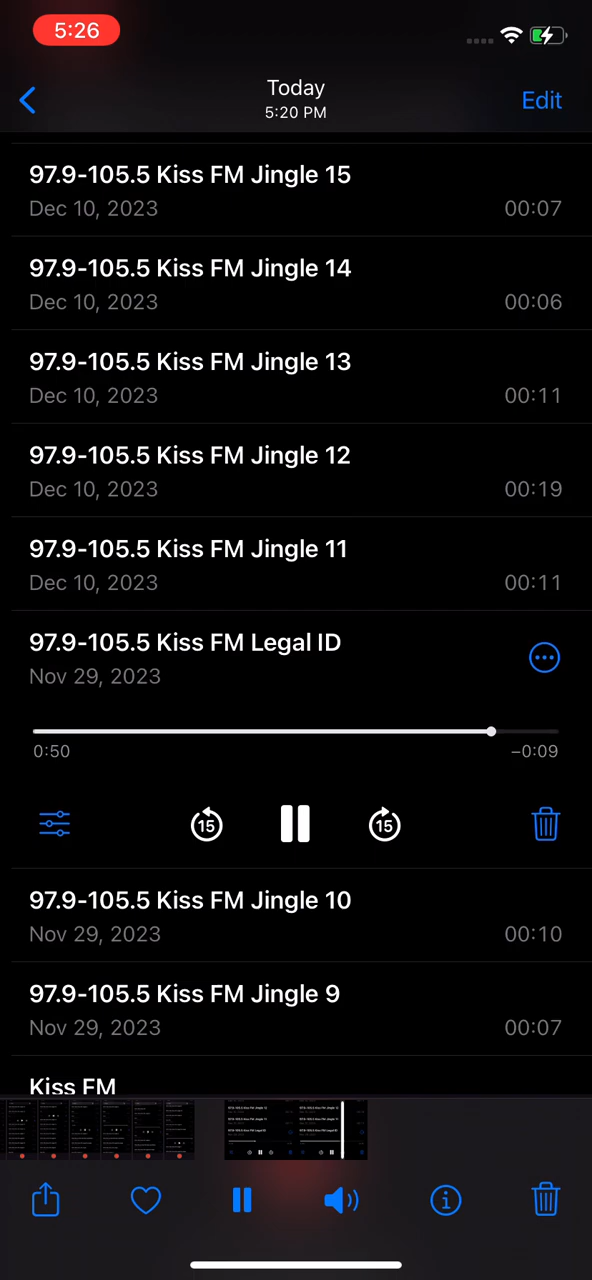 5:26
Today
5:20 PM
Edit
97.9-105.5 Kiss FM Jingle 15
Dec 10, 2023
00:07
97.9-105.5 Kiss FM Jingle 14
Dec 10, 2023
00:06
97.9-105.5 Kiss FM Jingle 13
Dec 10, 2023
00:11
97.9-105.5 Kiss FM Jingle 12
Dec 10, 2023
00:19
97.9-105.5 Kiss FM Jingle 11
Dec 10, 2023
00:11
97.9-105.5 Kiss FM Legal ID
Nov 29, 2023
0:50
−0:09
15
15
97.9-105.5 Kiss FM Jingle 10
Nov 29, 2023
00:10
97.9-105.5 Kiss FM Jingle 9
Nov 29, 2023
00:07
Kiss FM